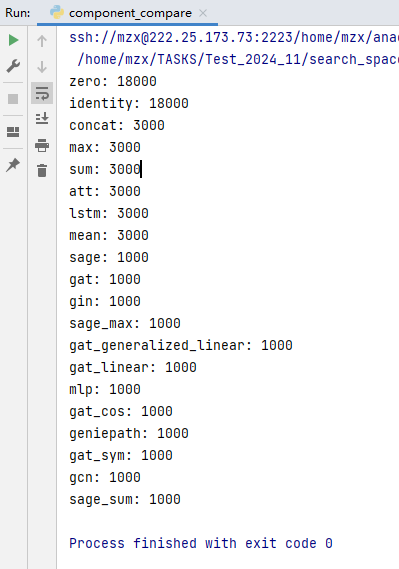 Run: component_compare
ssh://mzx@222.25.173.73:2223/home/mzx/ana
/home/mzx/TASKS/Test_2024_11/search_spac
zero: 18000
identity: 18000
concat: 3000
max: 3000
sum: 3000
att: 3000
lstm: 3000
mean: 3000
sage: 1000
gat: 1000
gin: 1000
sage_max: 1000
gat_generalized_linear: 1000
gat_linear: 1000
mlp: 1000
gat_cos: 1000
geniepath: 1000
gat_sym: 1000
gcn: 1000
sage_sum: 1000
Process finished with exit code 0